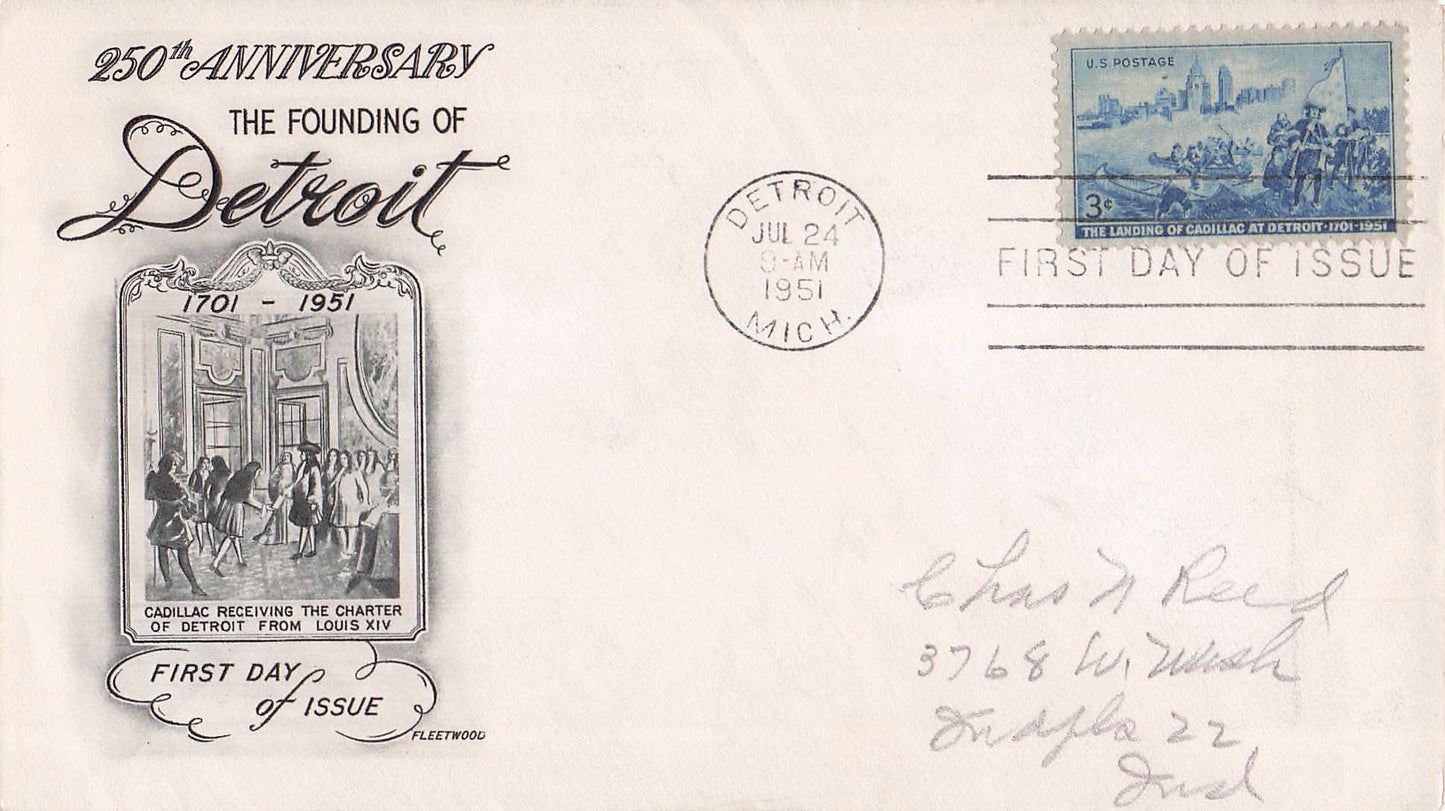 250th ANNIVERSARY
THE FOUNDING OF
Detroit
1701 - 1951
CADILLAC RECEIVING THE CHARTER
OF DETROIT FROM LOUIS XIV
FIRST DAY
of ISSUE
FLEETWOOD
DETROIT
JUL 24
9-AM
1951
MICH.
U.S. POSTAGE
3¢
THE LANDING OF CADILLAC AT DETROIT·1701-1951
FIRST DAY OF ISSUE
Chas N Reed
3768 W. Wash
Indpls 22
Ind